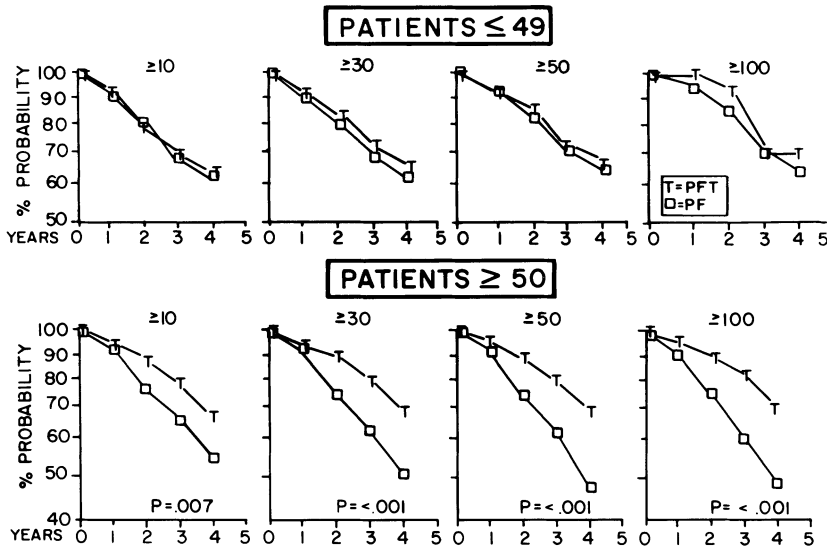 PATIENTS ≤ 49
≥10 ≥30 ≥50 ≥100
% PROBABILITY
100
90
80
70
60
50
T=PFT
□=PF
YEARS 0 1 2 3 4 5 0 1 2 3 4 5 0 1 2 3 4 5 0 1 2 3 4 5
PATIENTS ≥ 50
≥10 ≥30 ≥50 ≥100
% PROBABILITY
100
90
80
70
60
50
40
P=.007 P=<.001 P=<.001 P=<.001
YEARS 0 1 2 3 4 5 0 1 2 3 4 5 0 1 2 3 4 5 0 1 2 3 4 5